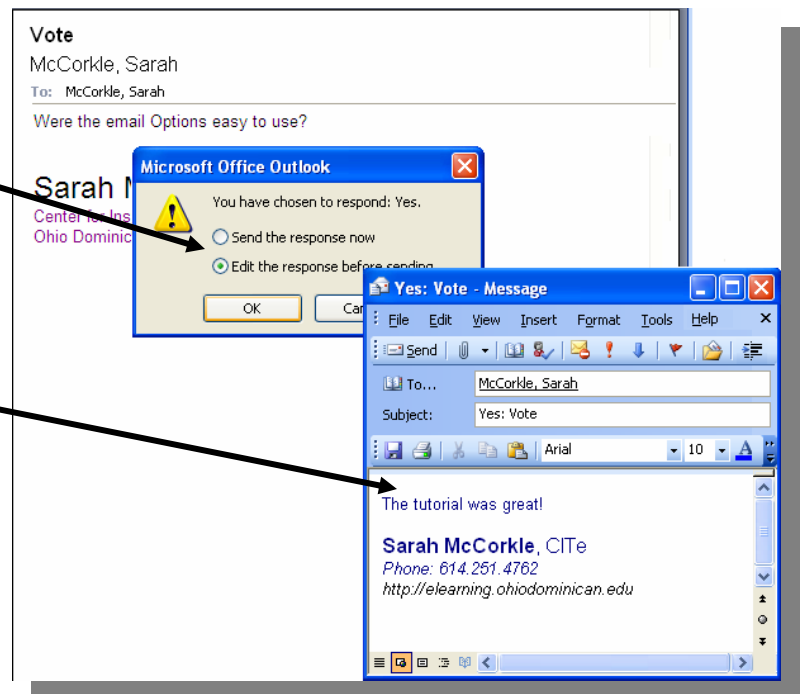 Vote
McCorkle, Sarah
To: McCorkle, Sarah
Were the email Options easy to use?
Sarah
Center for Ins
Ohio Dominic
Microsoft Office Outlook
You have chosen to respond: Yes.
Send the response now
Edit the response before sending
OK
Yes: Vote - Message
File Edit View Insert Format Tools Help
Send
To... McCorkle, Sarah
Subject: Yes: Vote
Arial 10 A
The tutorial was great!
Sarah McCorkle, CITe
Phone: 614.251.4762
http://elearning.ohiodominican.edu